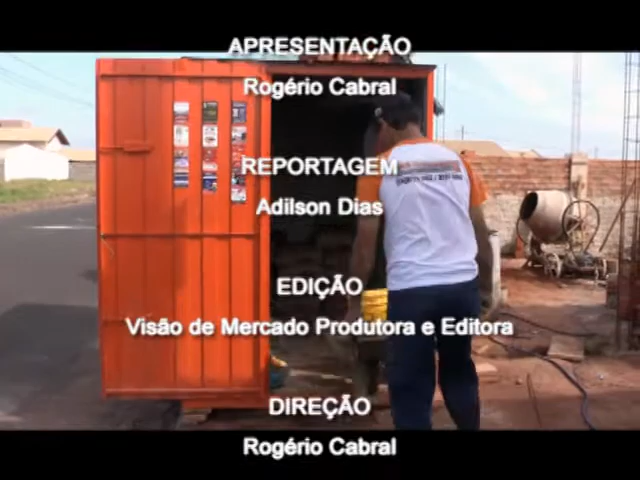 APRESENTAÇÃO
Rogério Cabral
REPORTAGEM
Adilson Dias
EDIÇÃO
Visão de Mercado Produtora e Editora
DIREÇÃO
Rogério Cabral